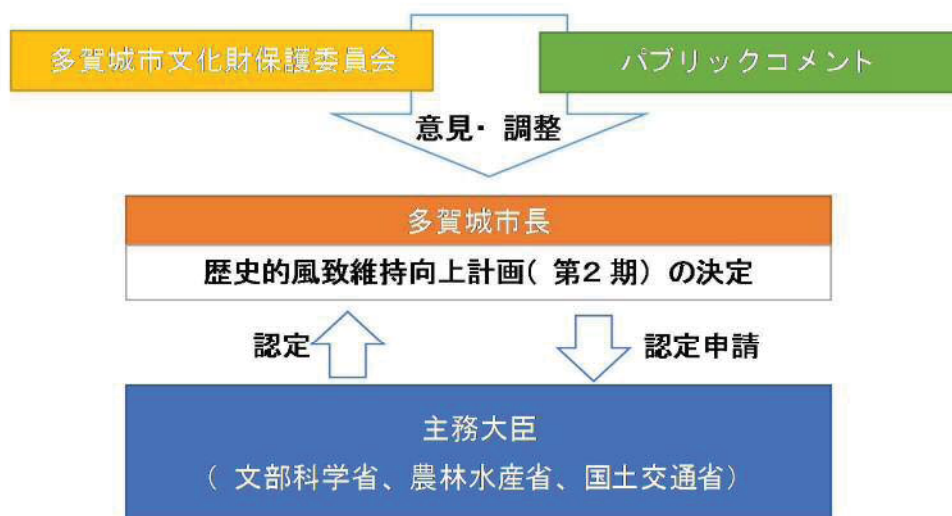 多賀城市文化財保護委員会
パブリックコメント
意見・ 調整
多賀城市長
歴史的風致維持向上計画( 第2 期) の決定
認定
認定申請
主務大臣
( 文部科学省、農林水産省、国土交通省)